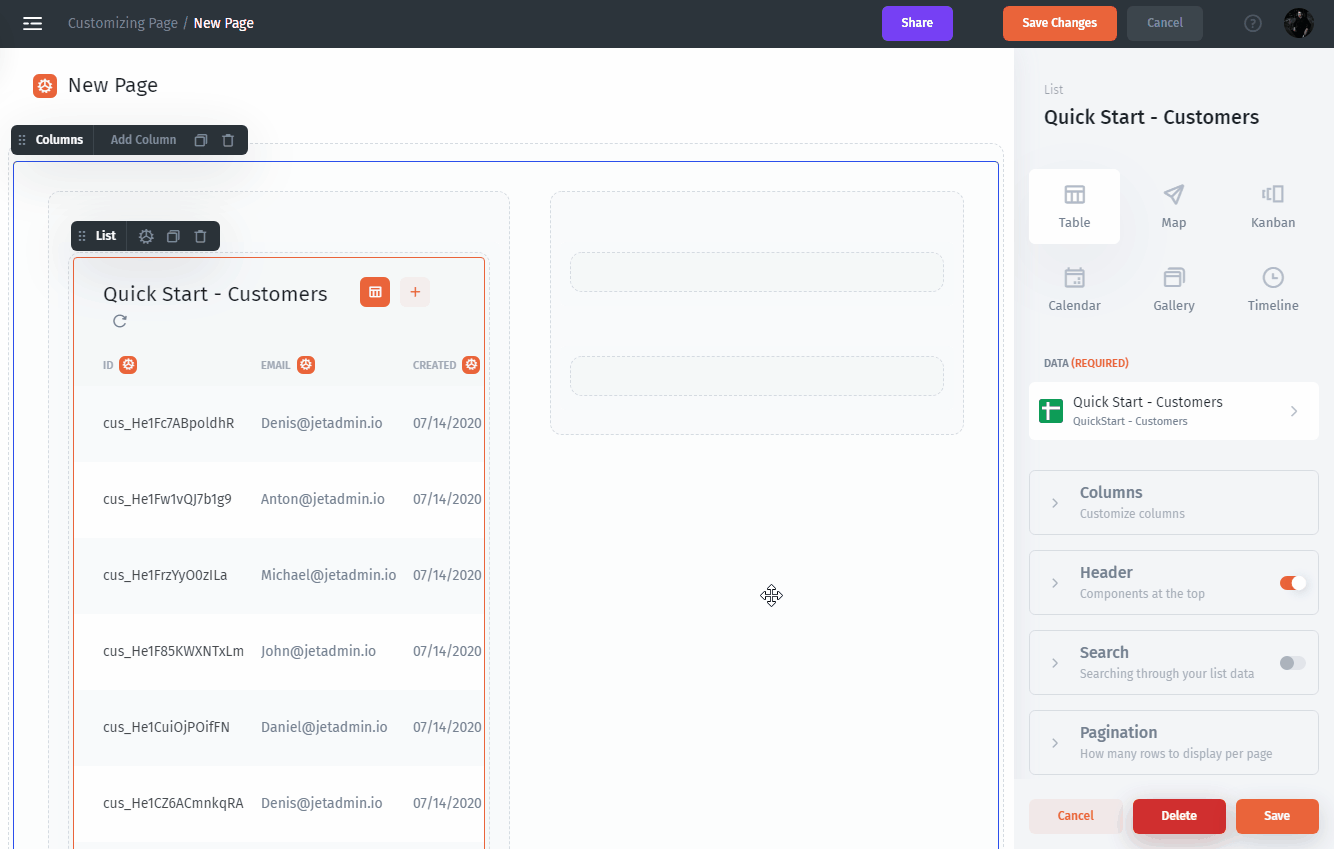 Customizing Page / New Page
Share
Save Changes
Cancel
?
New Page
Columns
Add Column
List
Quick Start - Customers
+
ID EMAIL CREATED
cus_He1Fc7ABpoldhR Denis@jetadmin.io 07/14/2020
cus_He1Fw1vQJ7b1g9 Anton@jetadmin.io 07/14/2020
cus_He1FrzYyO0zILa Michael@jetadmin.io 07/14/2020
cus_He1F85KWXNTxLm John@jetadmin.io 07/14/2020
cus_He1CuiOjPOifFN Daniel@jetadmin.io 07/14/2020
cus_He1CZ6ACmnkqRA Denis@jetadmin.io 07/14/2020
List
Quick Start - Customers
Table
Map
Kanban
Calendar
Gallery
Timeline
DATA (REQUIRED)
Quick Start - Customers
QuickStart - Customers
Columns
Customize columns
Header
Components at the top
Search
Searching through your list data
Pagination
How many rows to display per page
Cancel
Delete
Save